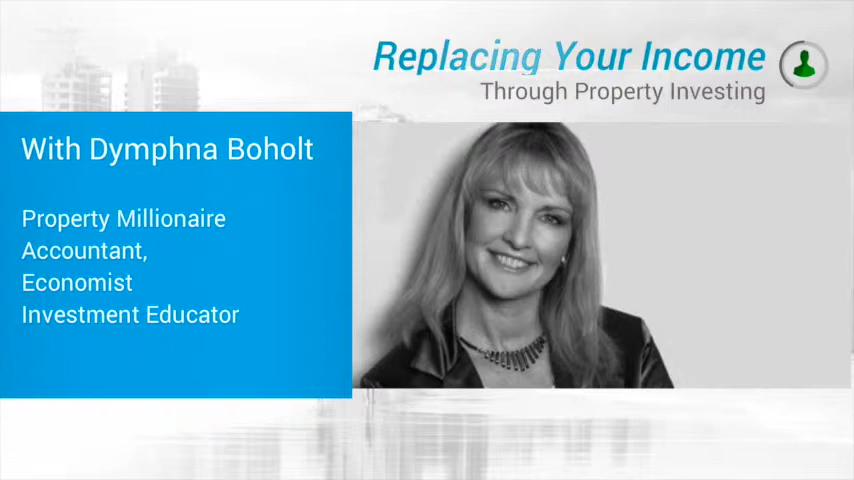 Replacing Your Income
Through Property Investing
With Dymphna Boholt
Property Millionaire
Accountant,
Economist
Investment Educator